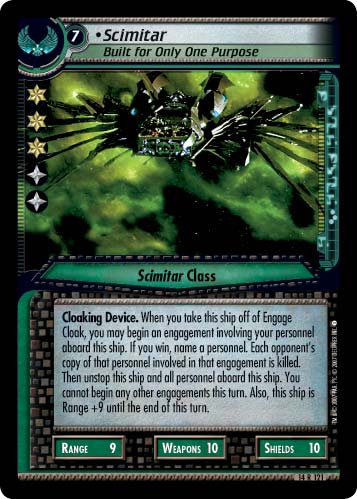 7
•Scimitar
Built for Only One Purpose
Scimitar Class
Cloaking Device. When you take this ship off of Engage
Cloak, you may begin an engagement involving your personnel
aboard this ship. If you win, name a personnel. Each opponent's
copy of that personnel involved in that engagement is killed.
Then unstop this ship and all personnel aboard this ship. You
cannot begin any other engagements this turn. Also, this ship is
Range +9 until the end of this turn.
RANGE 9
WEAPONS 10
SHIELDS 10
14 R 121